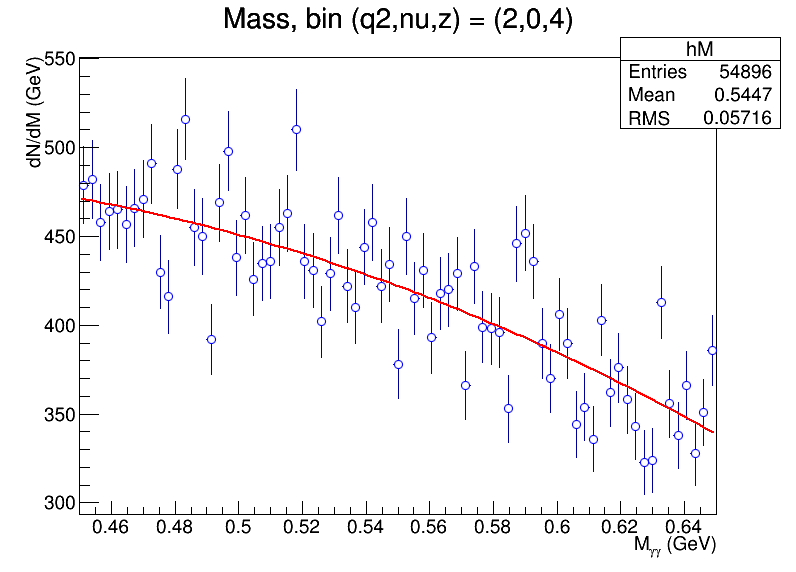 Mass, bin (q2,nu,z) = (2,0,4)
hM
Entries 54896
Mean 0.5447
RMS 0.05716
dN/dM (GeV)
550
500
450
400
350
300
0.46 0.48 0.5 0.52 0.54 0.56 0.58 0.6 0.62 0.64
M_γγ (GeV)